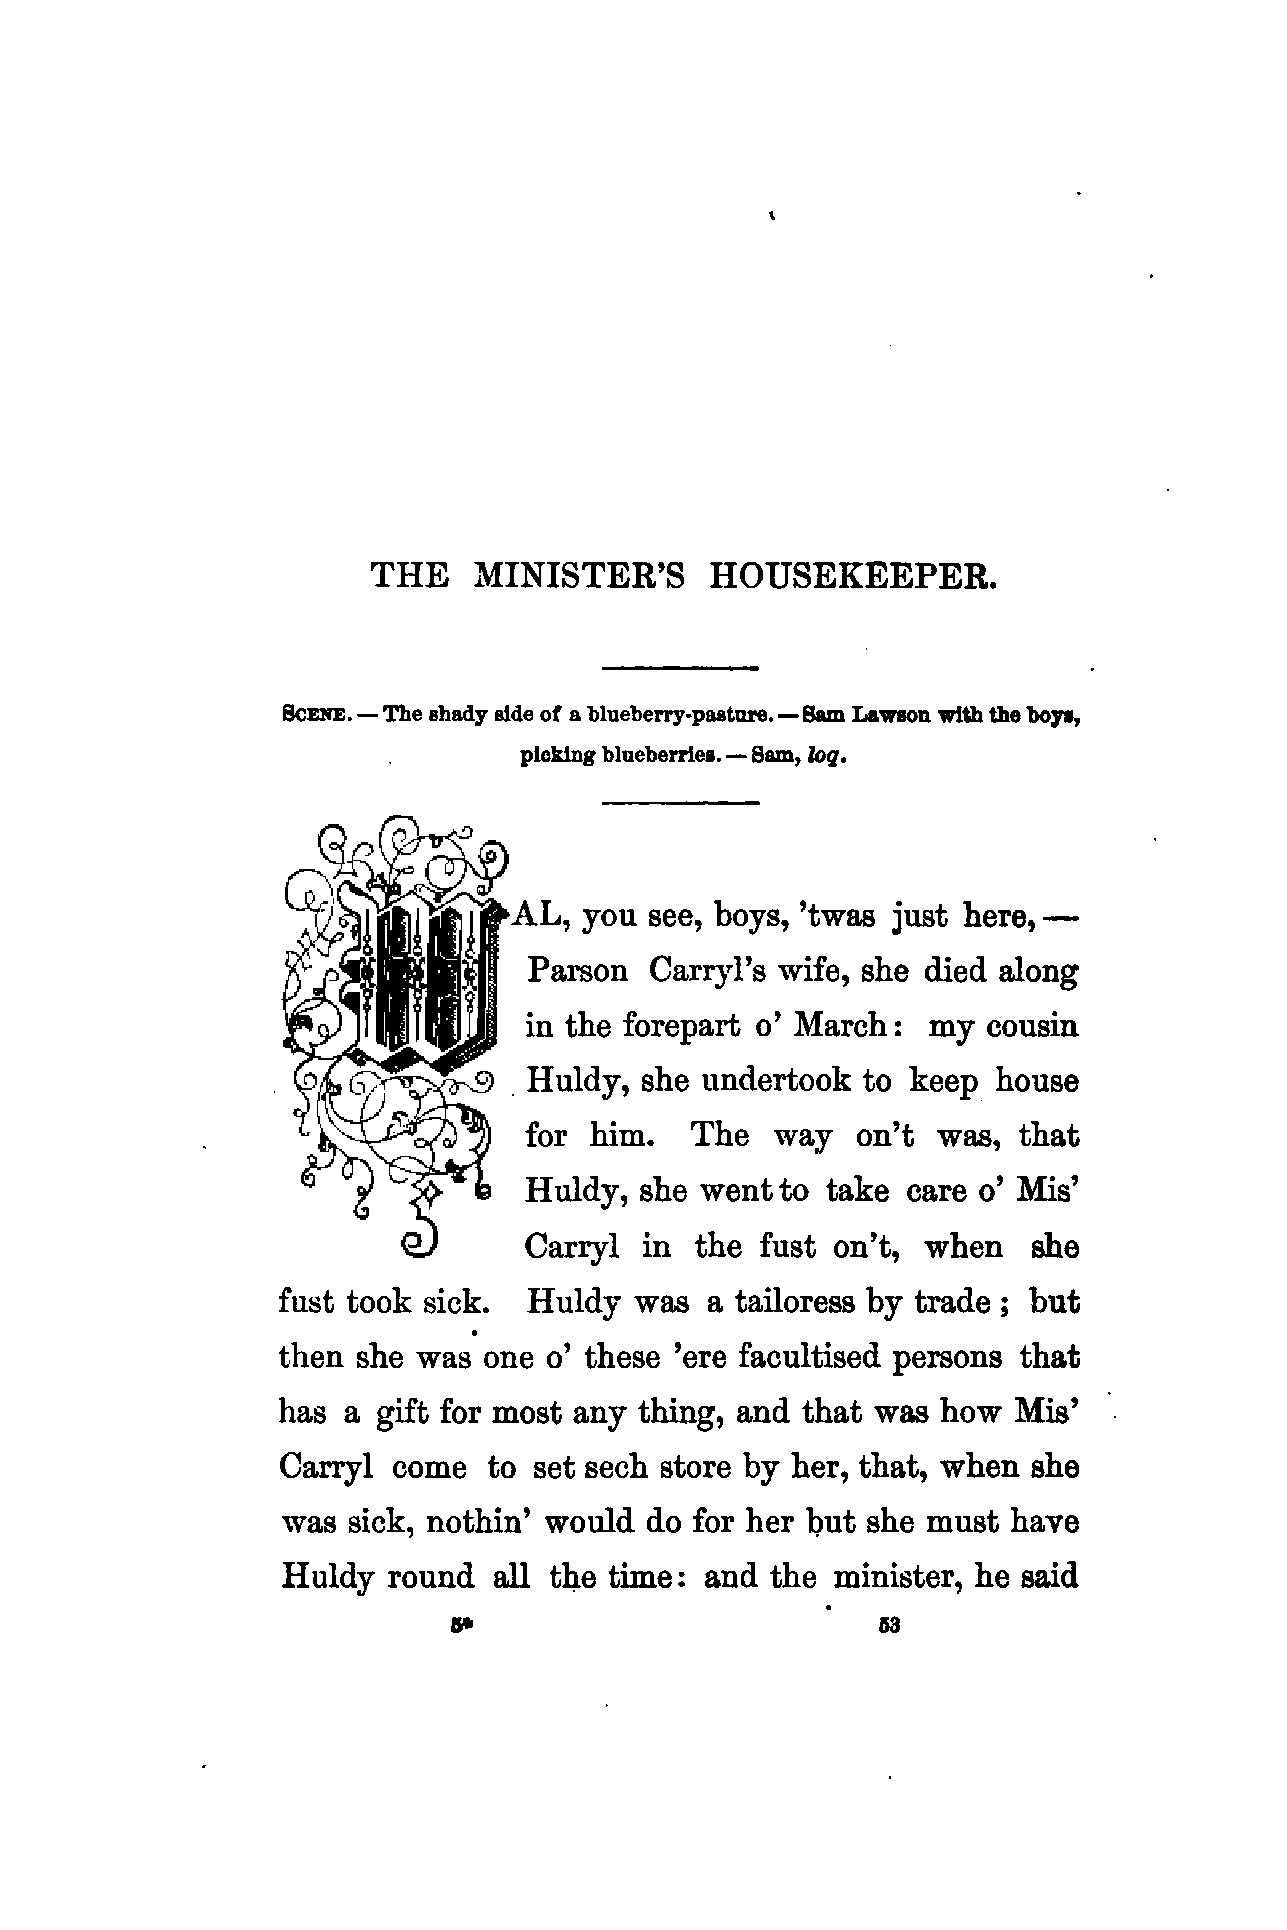 THE MINISTER'S HOUSEKEEPER.
SCENE. — The shady side of a blueberry-pasture. — Sam Lawson with the boys,
picking blueberries. — Sam, loq.
WAL, you see, boys, 'twas just here, —
Parson Carryl's wife, she died along
in the forepart o' March: my cousin
Huldy, she undertook to keep house
for him. The way on't was, that
Huldy, she went to take care o' Mis'
Carryl in the fust on't, when she
fust took sick. Huldy was a tailoress by trade; but
then she was one o' these 'ere facultised persons that
has a gift for most any thing, and that was how Mis'
Carryl come to set sech store by her, that, when she
was sick, nothin' would do for her but she must have
Huldy round all the time: and the minister, he said
5* 53